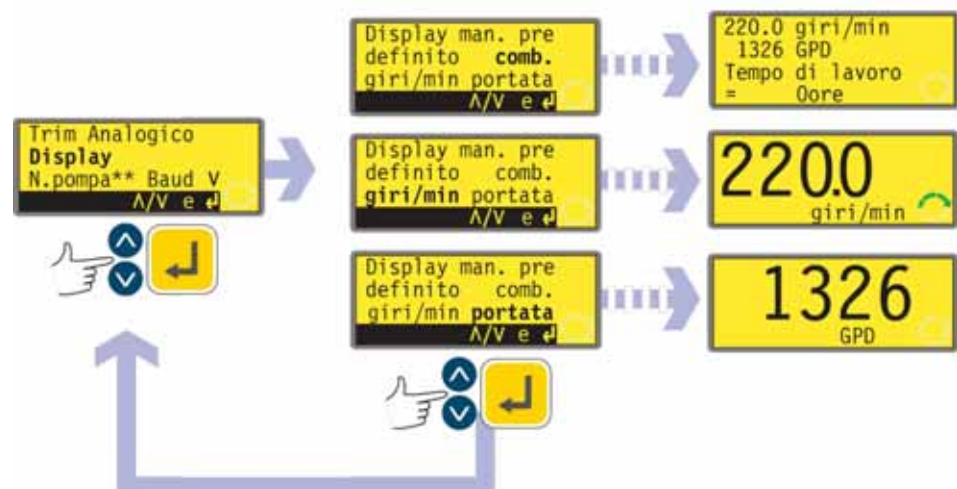 Trim Analogico
Display
N.pompa** Baud V
Λ/V e ↲
Display man. pre
definito comb.
giri/min portata
Λ/V e ↲
220.0 giri/min
1326 GPD
Tempo di lavoro
= 0ore
Display man. pre
definito comb.
giri/min portata
Λ/V e ↲
220.0
giri/min
Display man. pre
definito comb.
giri/min portata
Λ/V e ↲
1326
GPD